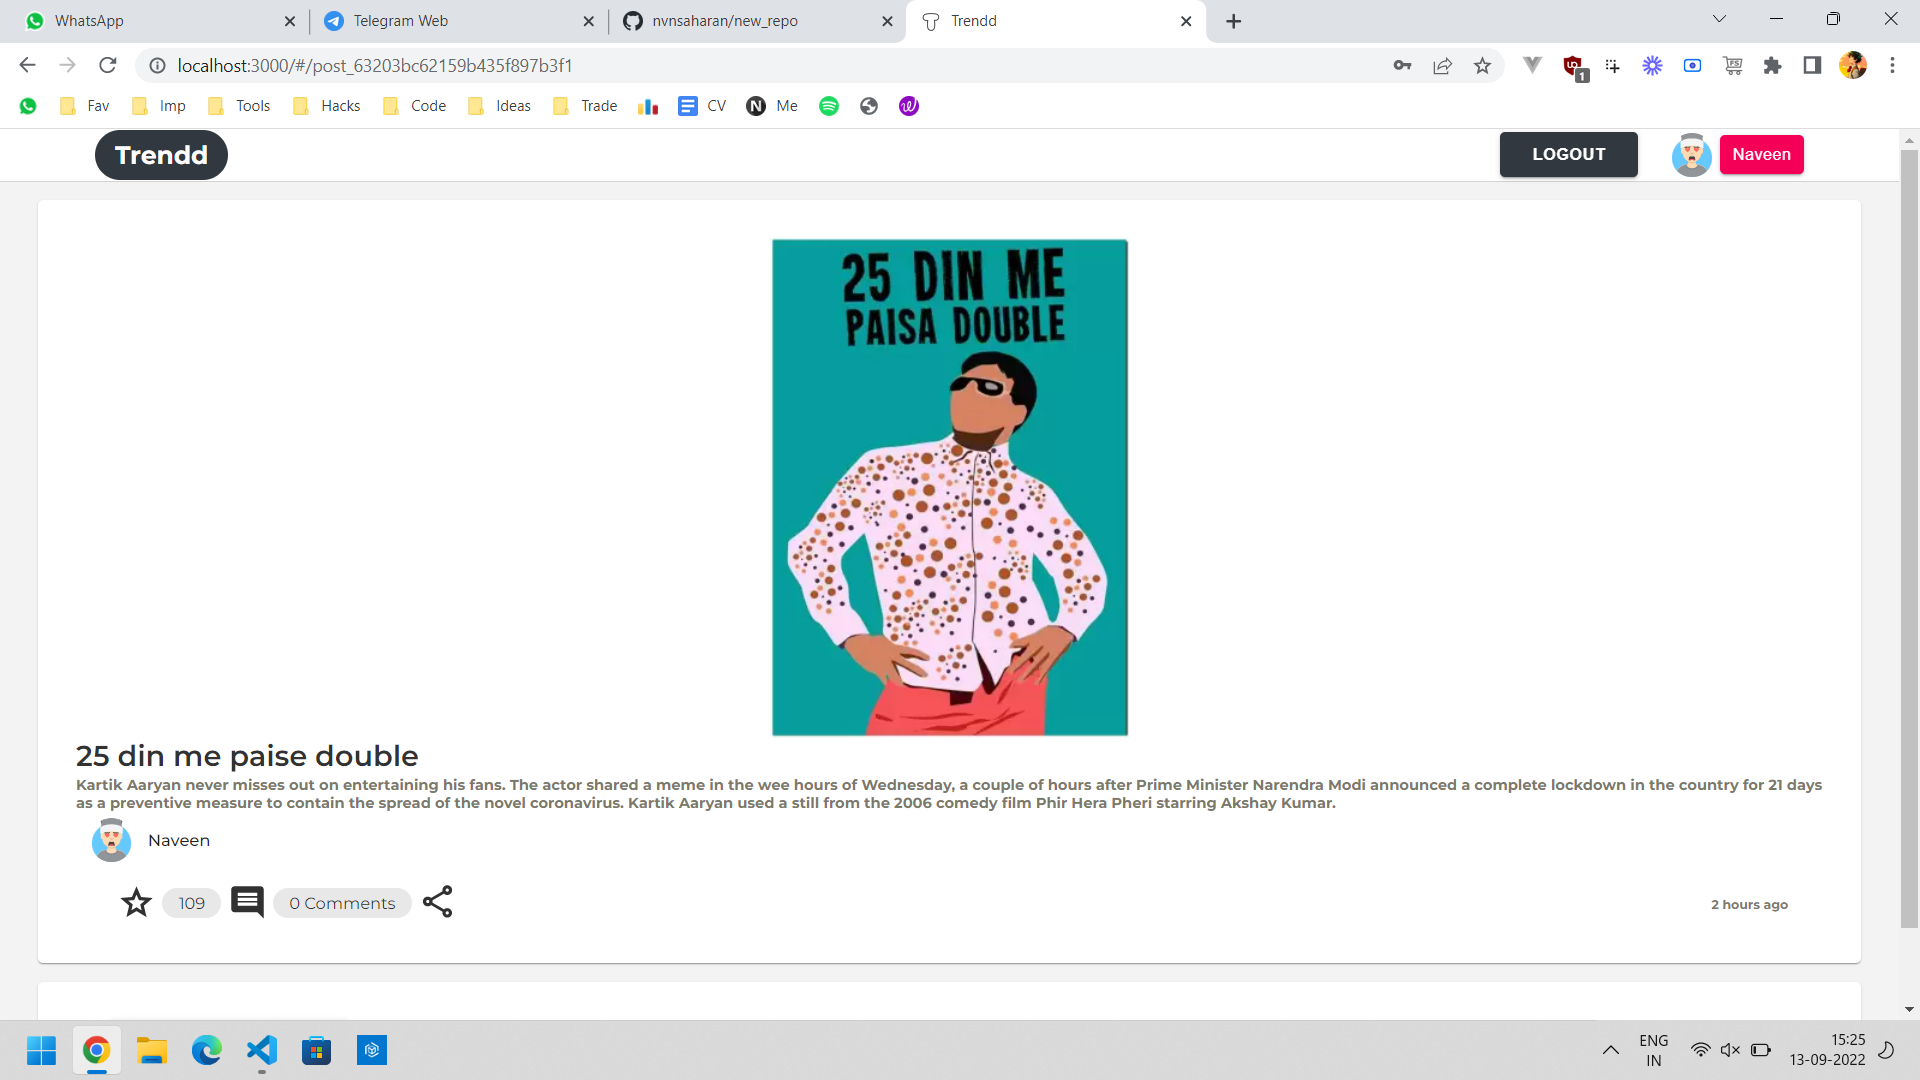 WhatsApp
Telegram Web
nvnsaharan/new_repo
Trendd
localhost:3000/#/post_63203bc62159b435f897b3f1
1
Fav
Imp
Tools
Hacks
Code
Ideas
Trade
CV
Me
Trendd
LOGOUT
Naveen
25 DIN ME
PAISA DOUBLE
25 din me paise double
Kartik Aaryan never misses out on entertaining his fans. The actor shared a meme in the wee hours of Wednesday, a couple of hours after Prime Minister Narendra Modi announced a complete lockdown in the country for 21 days
as a preventive measure to contain the spread of the novel coronavirus. Kartik Aaryan used a still from the 2006 comedy film Phir Hera Pheri starring Akshay Kumar.
Naveen
109
0 Comments
2 hours ago
ENG
IN
15:25
13-09-2022